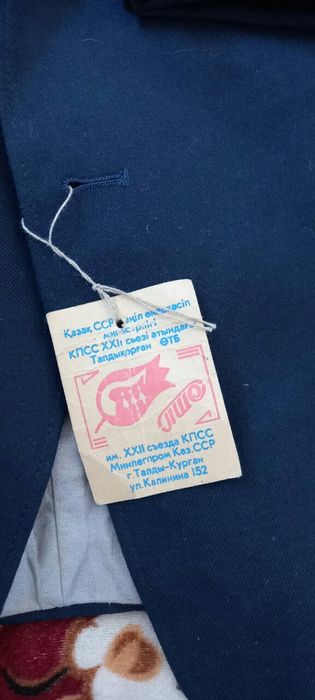 Қазақ ССР жеңіл өнеркәсіп
министрлігі
КПСС XXII съезі атындағы
Талдықорған ӨТБ
ПШО
им. XXII съезда КПСС
Минлегпром Каз.ССР
г. Талды-Курган
ул. Калинина 152